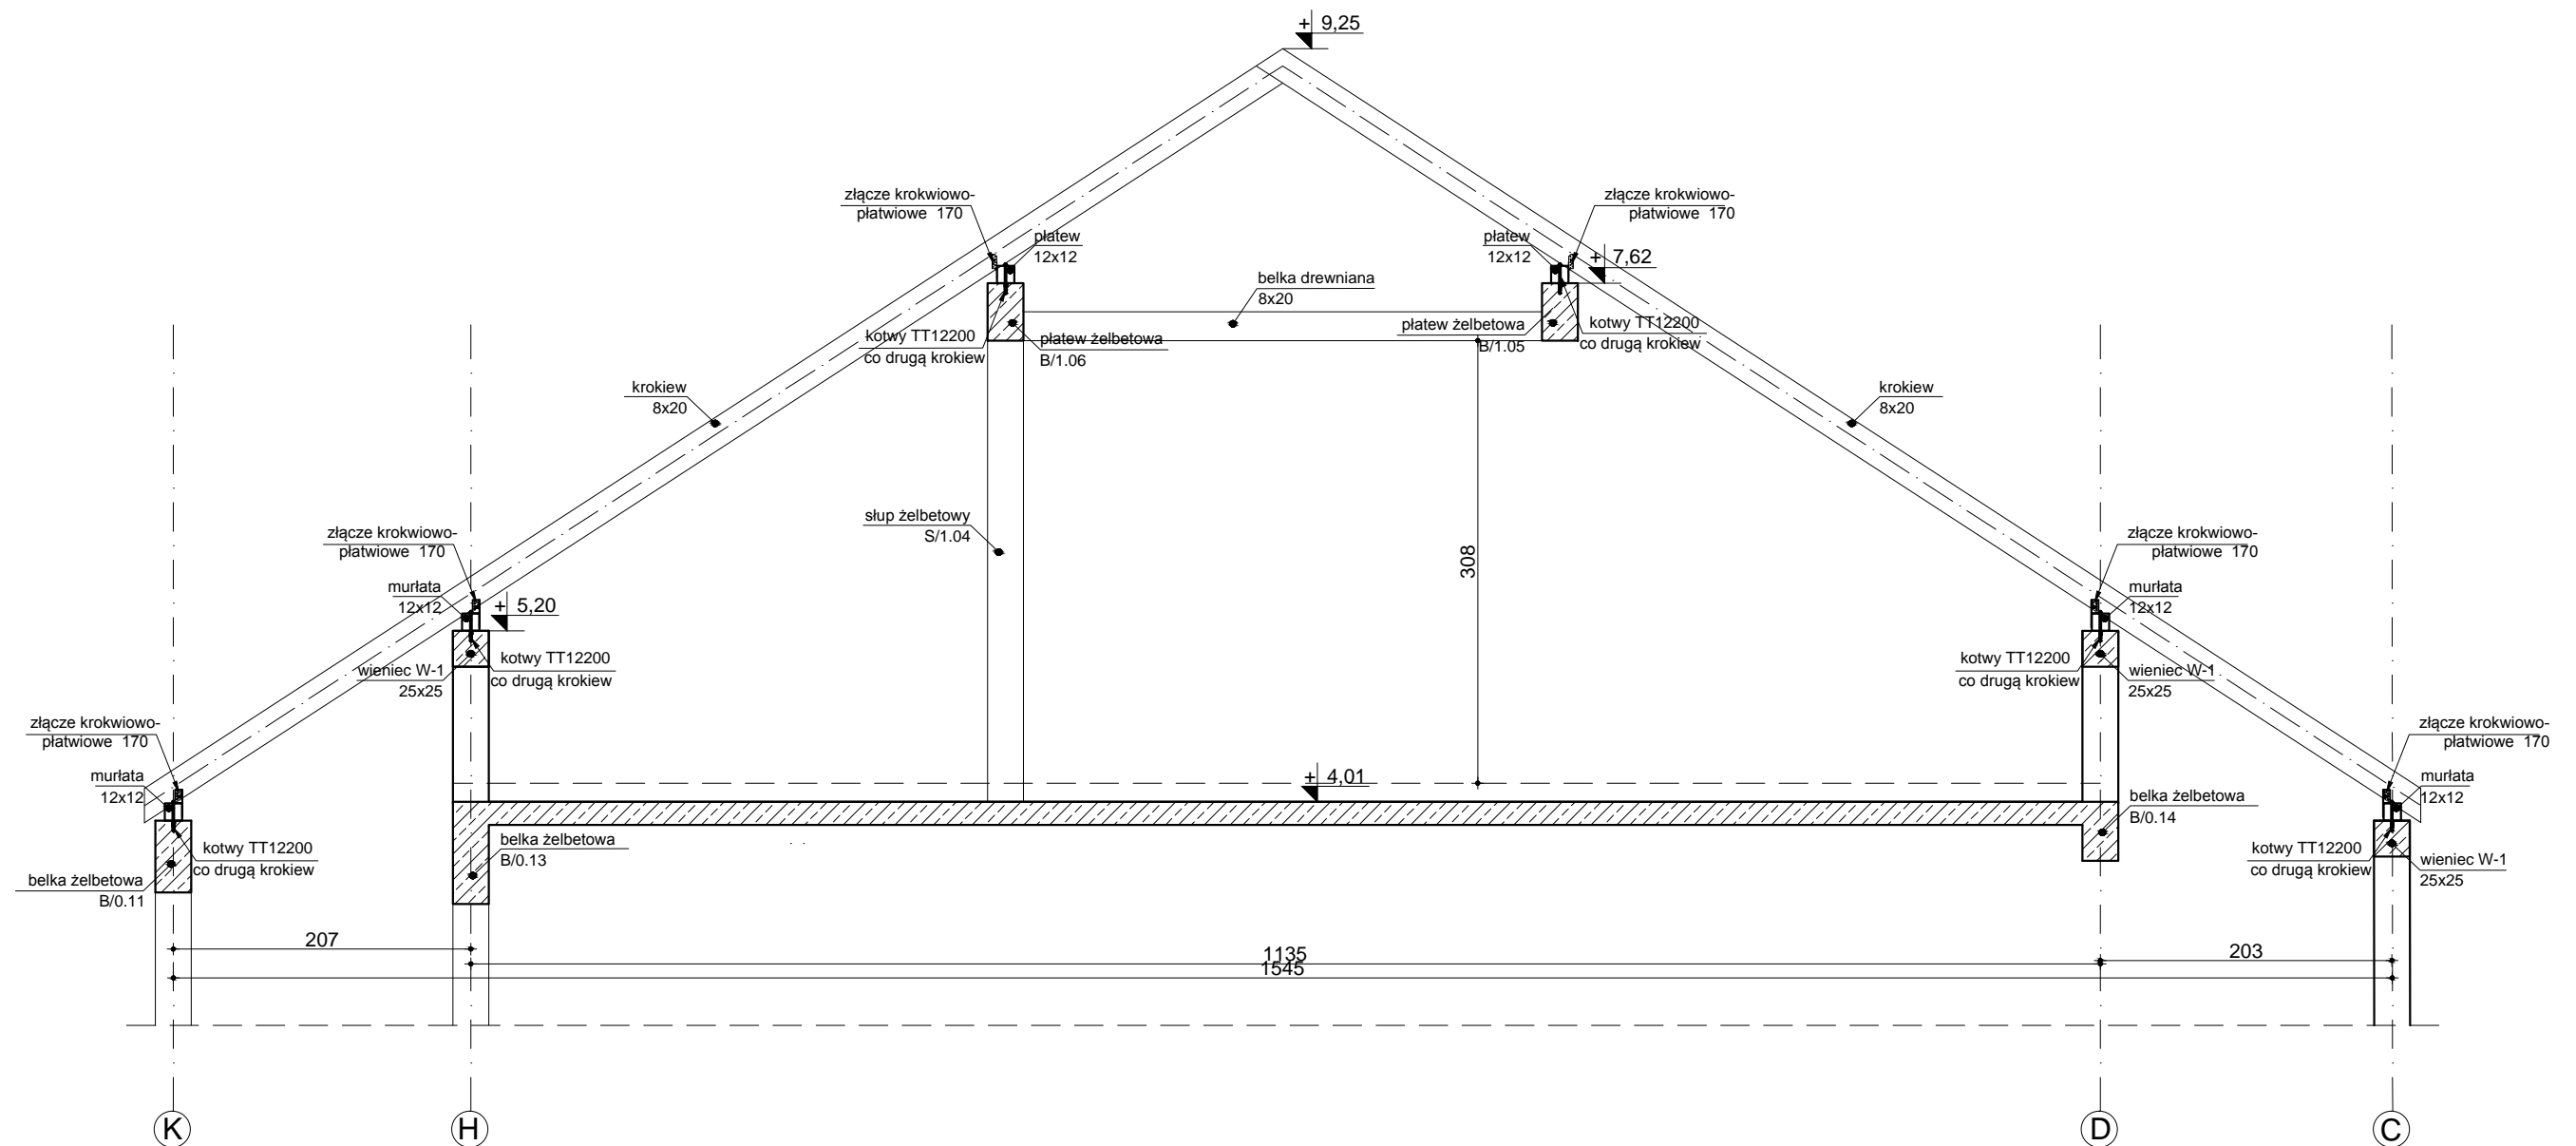 + 9,25
złącze krokwiowo-
płatwiowe 170
złącze krokwiowo-
płatwiowe 170
płatew
12x12
płatew
12x12
+ 7,62
belka drewniana
8x20
kotwy TT12200
co drugą krokiew
płatew żelbetowa
B/1.06
płatew żelbetowa
B/1.05
kotwy TT12200
co drugą krokiew
krokiew
8x20
krokiew
8x20
słup żelbetowy
S/1.04
308
złącze krokwiowo-
płatwiowe 170
murłata
12x12
+ 5,20
kotwy TT12200
co drugą krokiew
wieniec W-1
25x25
złącze krokwiowo-
płatwiowe 170
murłata
12x12
kotwy TT12200
co drugą krokiew
wieniec W-1
25x25
złącze krokwiowo-
płatwiowe 170
murłata
12x12
kotwy TT12200
co drugą krokiew
belka żelbetowa
B/0.11
belka żelbetowa
B/0.13
+ 4,01
belka żelbetowa
B/0.14
złącze krokwiowo-
płatwiowe 170
murłata
12x12
kotwy TT12200
co drugą krokiew
wieniec W-1
25x25
207
1135
203
1545
K
H
D
C